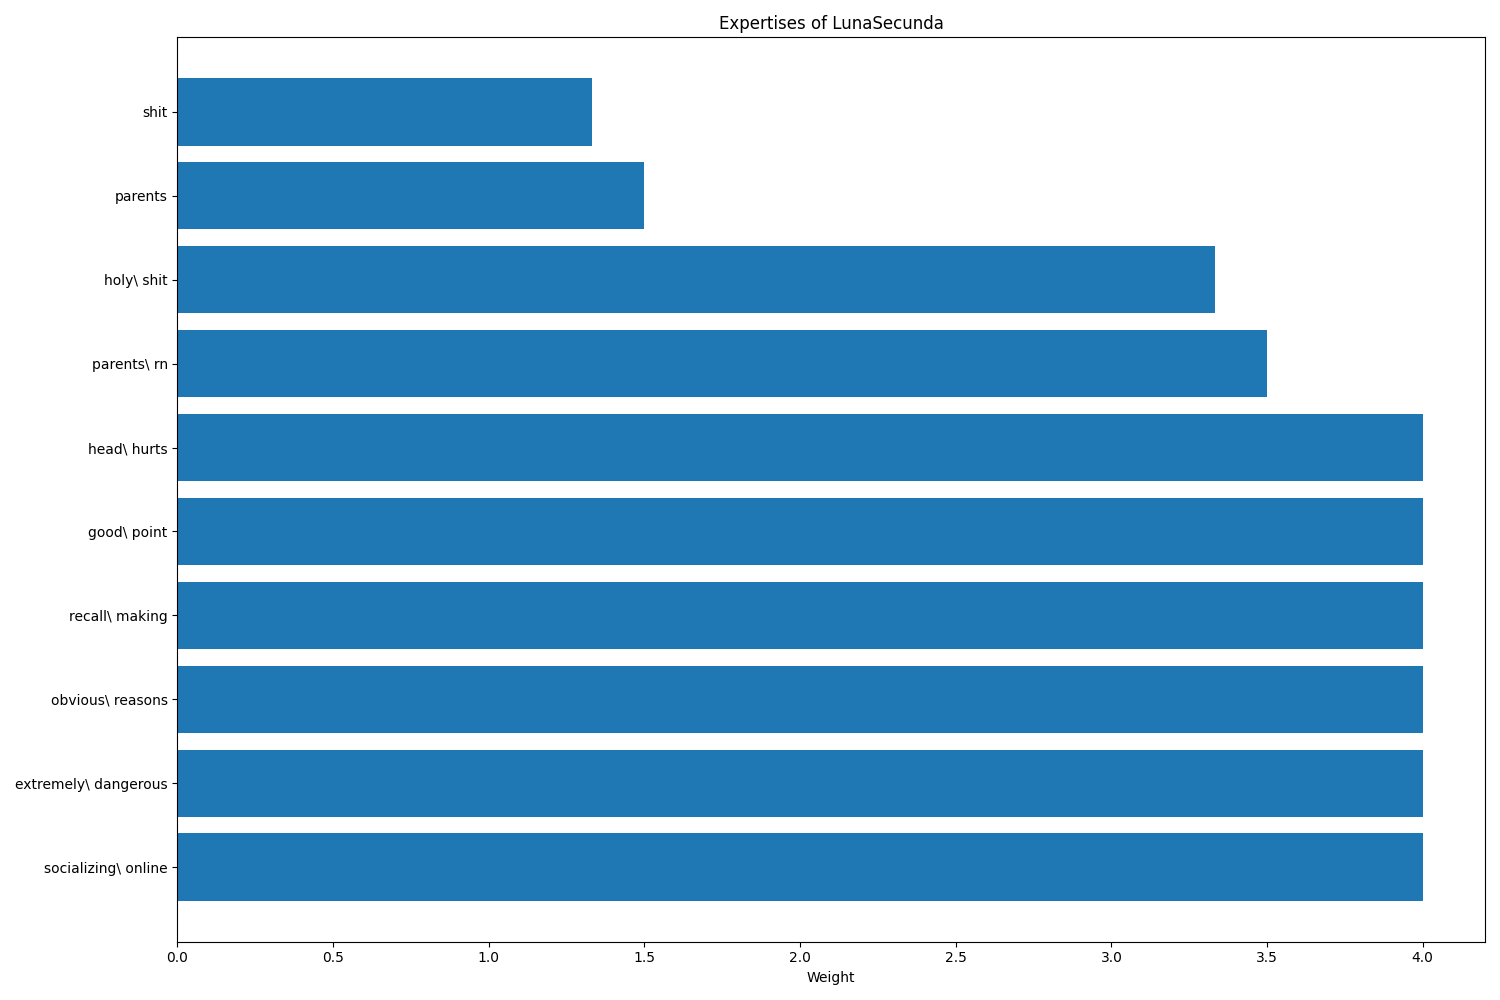 Expertises of LunaSecunda
shit
parents
holy\ shit
parents\ rn
head\ hurts
good\ point
recall\ making
obvious\ reasons
extremely\ dangerous
socializing\ online
0.0 0.5 1.0 1.5 2.0 2.5 3.0 3.5 4.0
Weight